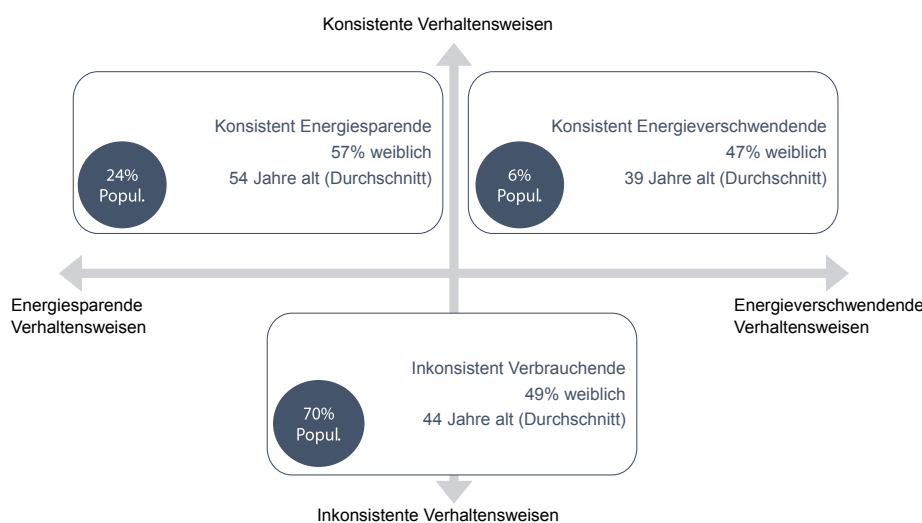 Konsistente Verhaltensweisen
Konsistent Energiesparende
57% weiblich
54 Jahre alt (Durchschnitt)
24%
Popul.
Konsistent Energieverschwendende
47% weiblich
39 Jahre alt (Durchschnitt)
6%
Popul.
Energiesparende
Verhaltensweisen
Energieverschwendende
Verhaltensweisen
Inkonsistent Verbrauchende
49% weiblich
44 Jahre alt (Durchschnitt)
70%
Popul.
Inkonsistente Verhaltensweisen